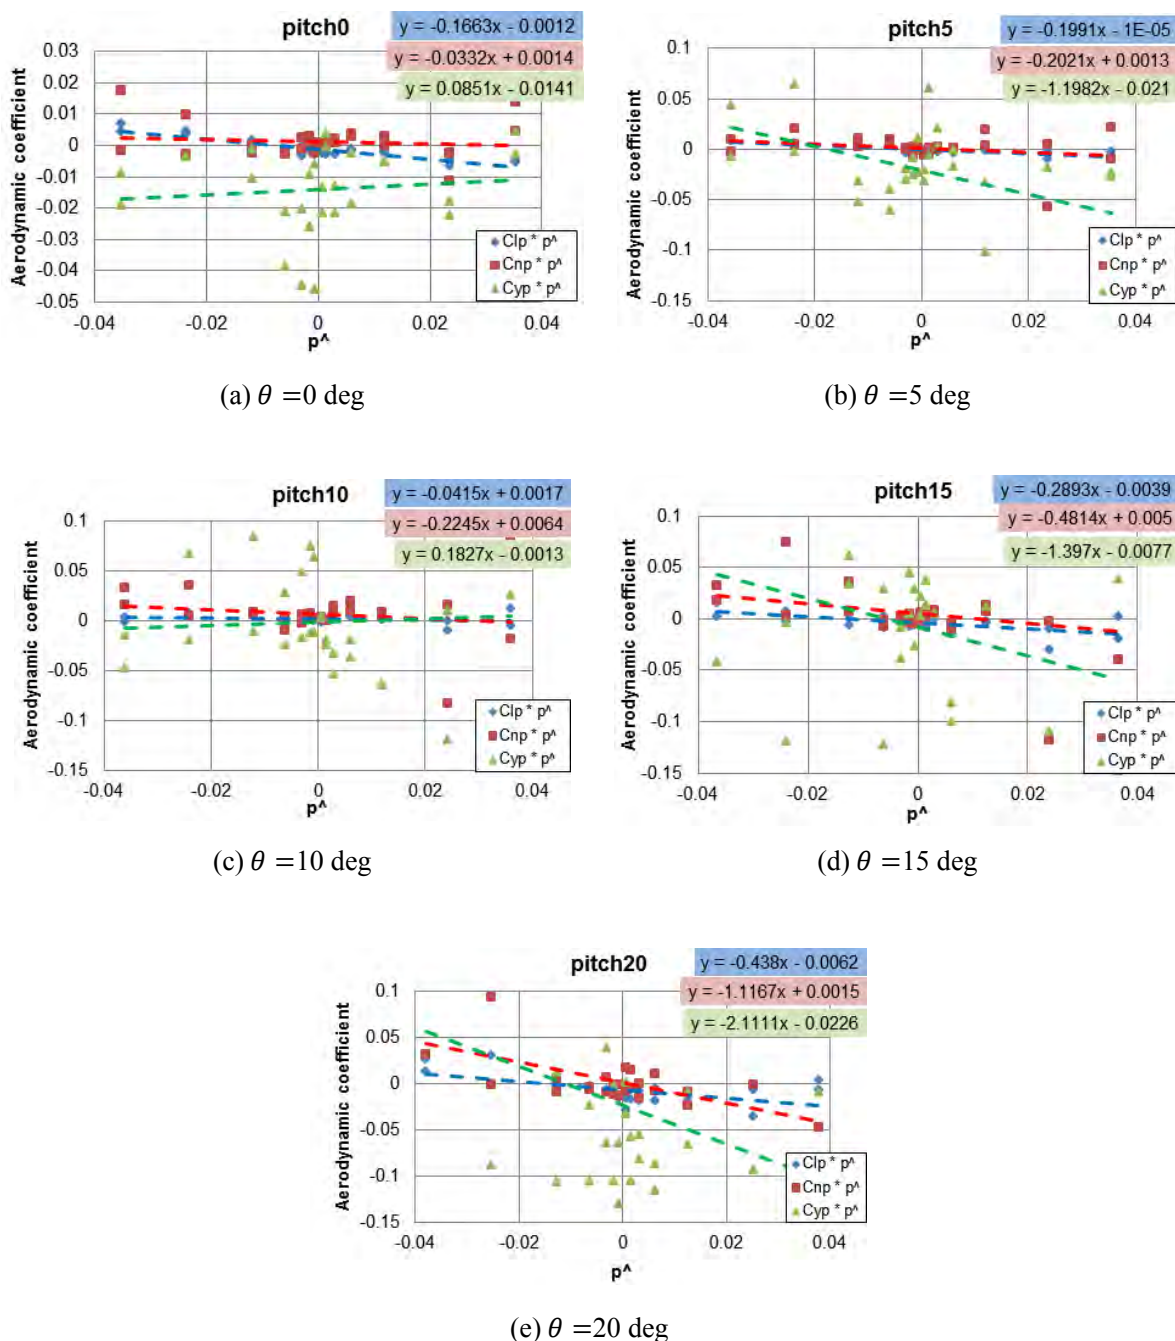 pitch0
y = -0.1663x - 0.0012
y = -0.0332x + 0.0014
y = 0.0851x - 0.0141
Aerodynamic coefficient
0.03
0.02
0.01
0
-0.01
-0.02
-0.03
-0.04
-0.05
Clp * p^
Cnp * p^
Cyp * p^
-0.04 -0.02 0 0.02 0.04
p^
(a) θ =0 deg
pitch5
y = -0.1991x - 1E-05
y = -0.2021x + 0.0013
y = -1.1982x - 0.021
Aerodynamic coefficient
0.1
0.05
0
-0.05
-0.1
-0.15
Clp * p^
Cnp * p^
Cyp * p^
-0.04 -0.02 0 0.02 0.04
p^
(b) θ =5 deg
pitch10
y = -0.0415x + 0.0017
y = -0.2245x + 0.0064
y = 0.1827x - 0.0013
Aerodynamic coefficient
0.1
0.05
0
-0.05
-0.1
-0.15
Clp * p^
Cnp * p^
Cyp * p^
-0.04 -0.02 0 0.02 0.04
p^
(c) θ =10 deg
pitch15
y = -0.2893x - 0.0039
y = -0.4814x + 0.005
y = -1.397x - 0.0077
Aerodynamic coefficient
0.1
0.05
0
-0.05
-0.1
-0.15
Clp * p^
Cnp * p^
Cyp * p^
-0.04 -0.02 0 0.02 0.04
p^
(d) θ =15 deg
pitch20
y = -0.438x - 0.0062
y = -1.1167x + 0.0015
y = -2.1111x - 0.0226
Aerodynamic coefficient
0.1
0.05
0
-0.05
-0.1
-0.15
Clp * p^
Cnp * p^
Cyp * p^
-0.04 -0.02 0 0.02 0.04
p^
(e) θ =20 deg